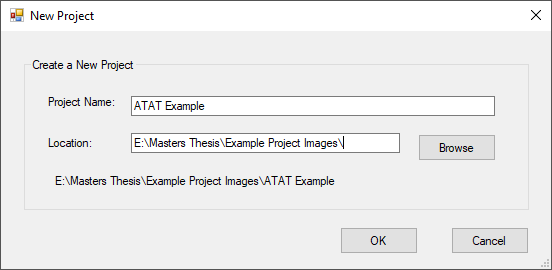 New Project
Create a New Project
Project Name: ATAT Example
Location: E:\Masters Thesis\Example Project Images\ Browse
E:\Masters Thesis\Example Project Images\ATAT Example
OK Cancel